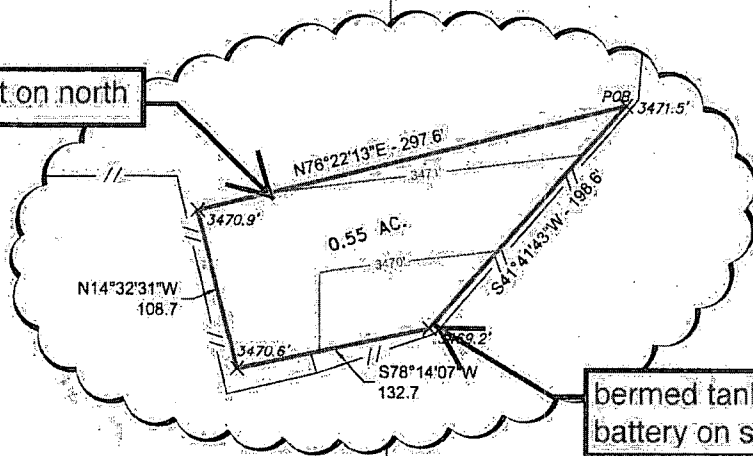 t on north
POB
3471.5'
N76°22'13"E - 297.6'
3471'
3470.9'
0.55 AC.
3470'
S41°41'43"W - 198.6'
N14°32'31"W
108.7
3470.6'
S78°14'07"W
132.7
bermed tan
battery on s